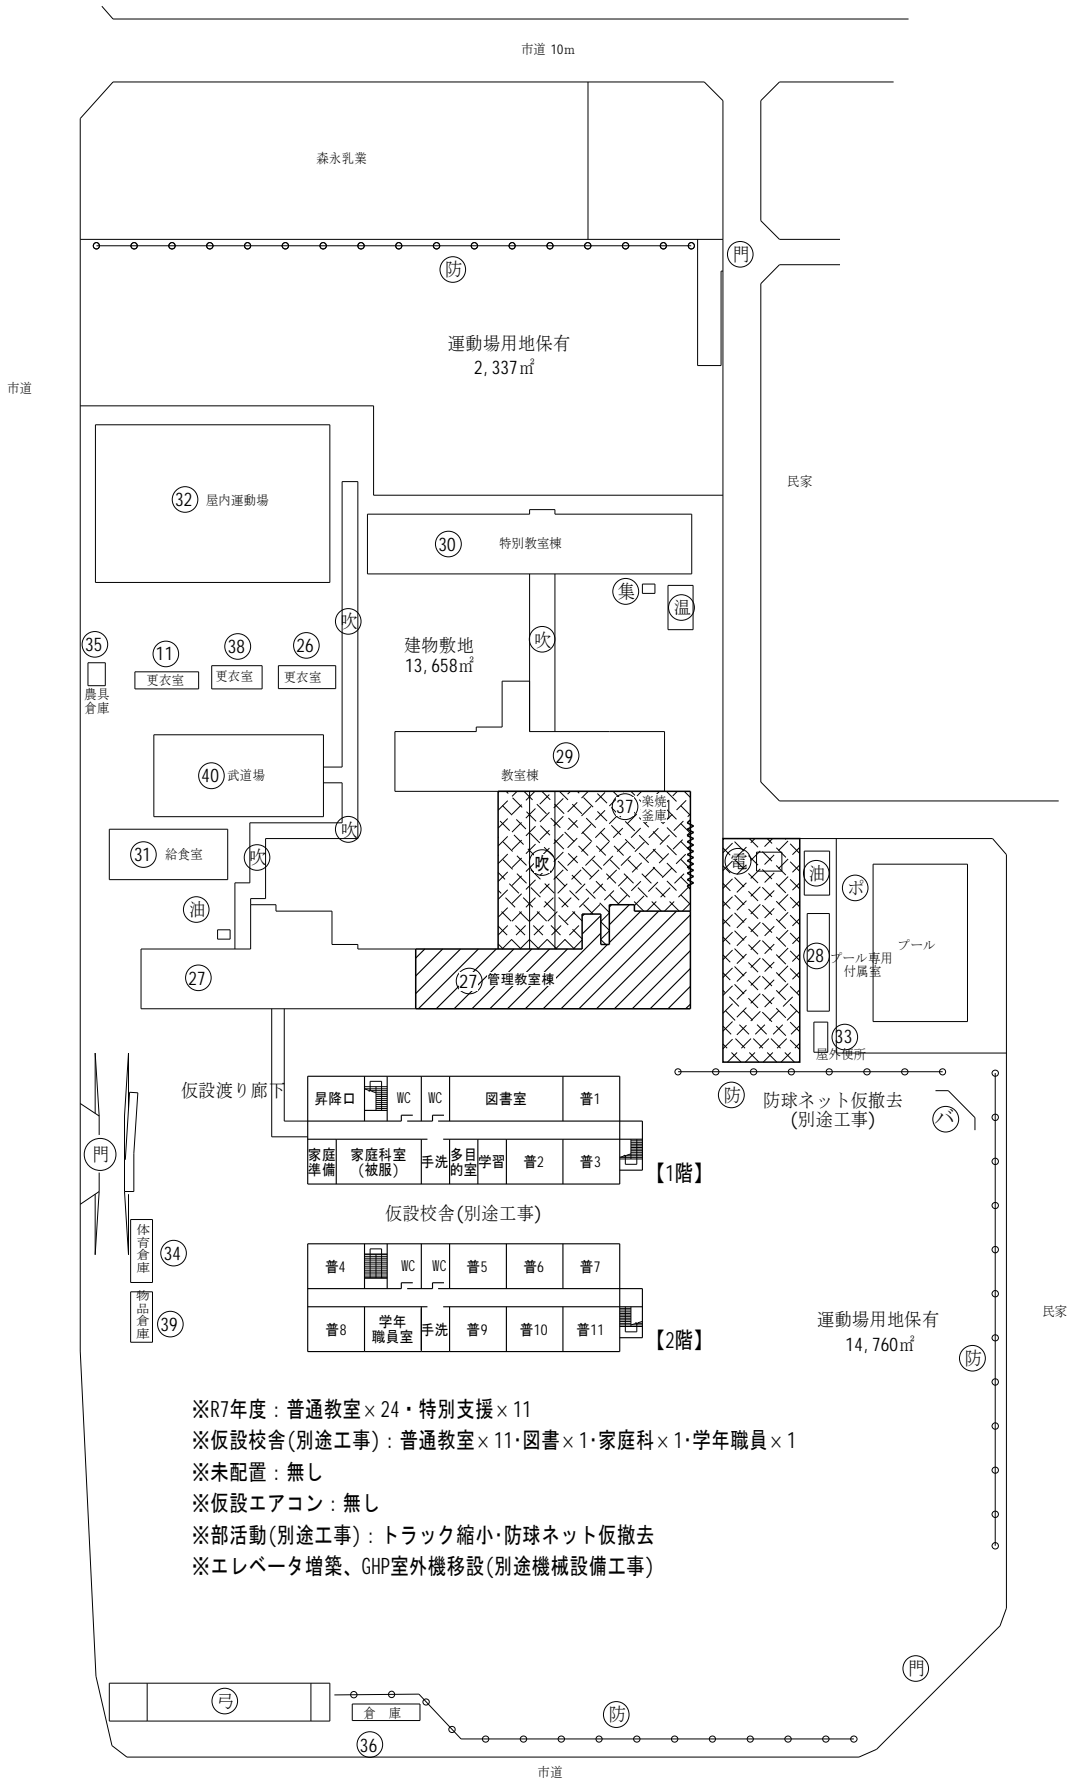 市道 10m
森永乳業
門
防
運動場用地保有
2,337㎡
市道
民家
32 屋内運動場
30 特別教室棟
集
温
吹
吹
建物敷地
13,658㎡
35
農具
倉庫
11
更衣室
38
更衣室
26
更衣室
29
教室棟
40 武道場
37 楽焼
釜庫
吹
31 給食室
吹
吹
電
油
ポ
油
プール
28 プール専用
付属室
27
27 管理教室棟
33
屋外便所
仮設渡り廊下
防
防球ネット仮撤去
(別途工事)
バ
門
昇降口
WC
WC
図書室
普1
家庭
準備
家庭科室
(被服)
手洗
多目
的室
学習
普2
普3
【1階】
仮設校舎(別途工事)
体育倉庫
34
物品倉庫
39
普4
WC
WC
普5
普6
普7
普8
学年
職員室
手洗
普9
普10
普11
【2階】
運動場用地保有
14,760㎡
防
民家
※R7年度：普通教室×24・特別支援×11
※仮設校舎(別途工事)：普通教室×11･図書×1･家庭科×1･学年職員×1
※未配置：無し
※仮設エアコン：無し
※部活動(別途工事)：トラック縮小･防球ネット仮撤去
※エレベータ増築、GHP室外機移設(別途機械設備工事)
門
弓
倉 庫
36
防
市道